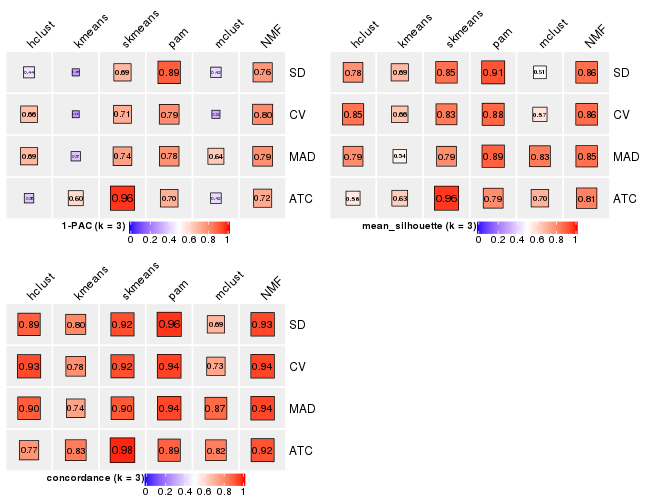 hclust kmeans skmeans pam mclust NMF
0.69 0.89 0.76 SD
0.66 0.71 0.79 0.80 CV
0.69 0.74 0.78 0.64 0.79 MAD
0.60 0.96 0.70 0.72 ATC
1-PAC (k = 3)
0 0.2 0.4 0.6 0.8 1
hclust kmeans skmeans pam mclust NMF
0.78 0.69 0.85 0.91 0.51 0.86 SD
0.85 0.66 0.83 0.88 0.57 0.86 CV
0.79 0.54 0.79 0.89 0.83 0.85 MAD
0.56 0.63 0.96 0.79 0.70 0.81 ATC
mean_silhouette (k = 3)
0 0.2 0.4 0.6 0.8 1
hclust kmeans skmeans pam mclust NMF
0.89 0.80 0.92 0.96 0.69 0.93 SD
0.93 0.78 0.92 0.94 0.73 0.94 CV
0.90 0.74 0.90 0.94 0.87 0.94 MAD
0.77 0.83 0.98 0.89 0.82 0.92 ATC
concordance (k = 3)
0 0.2 0.4 0.6 0.8 1